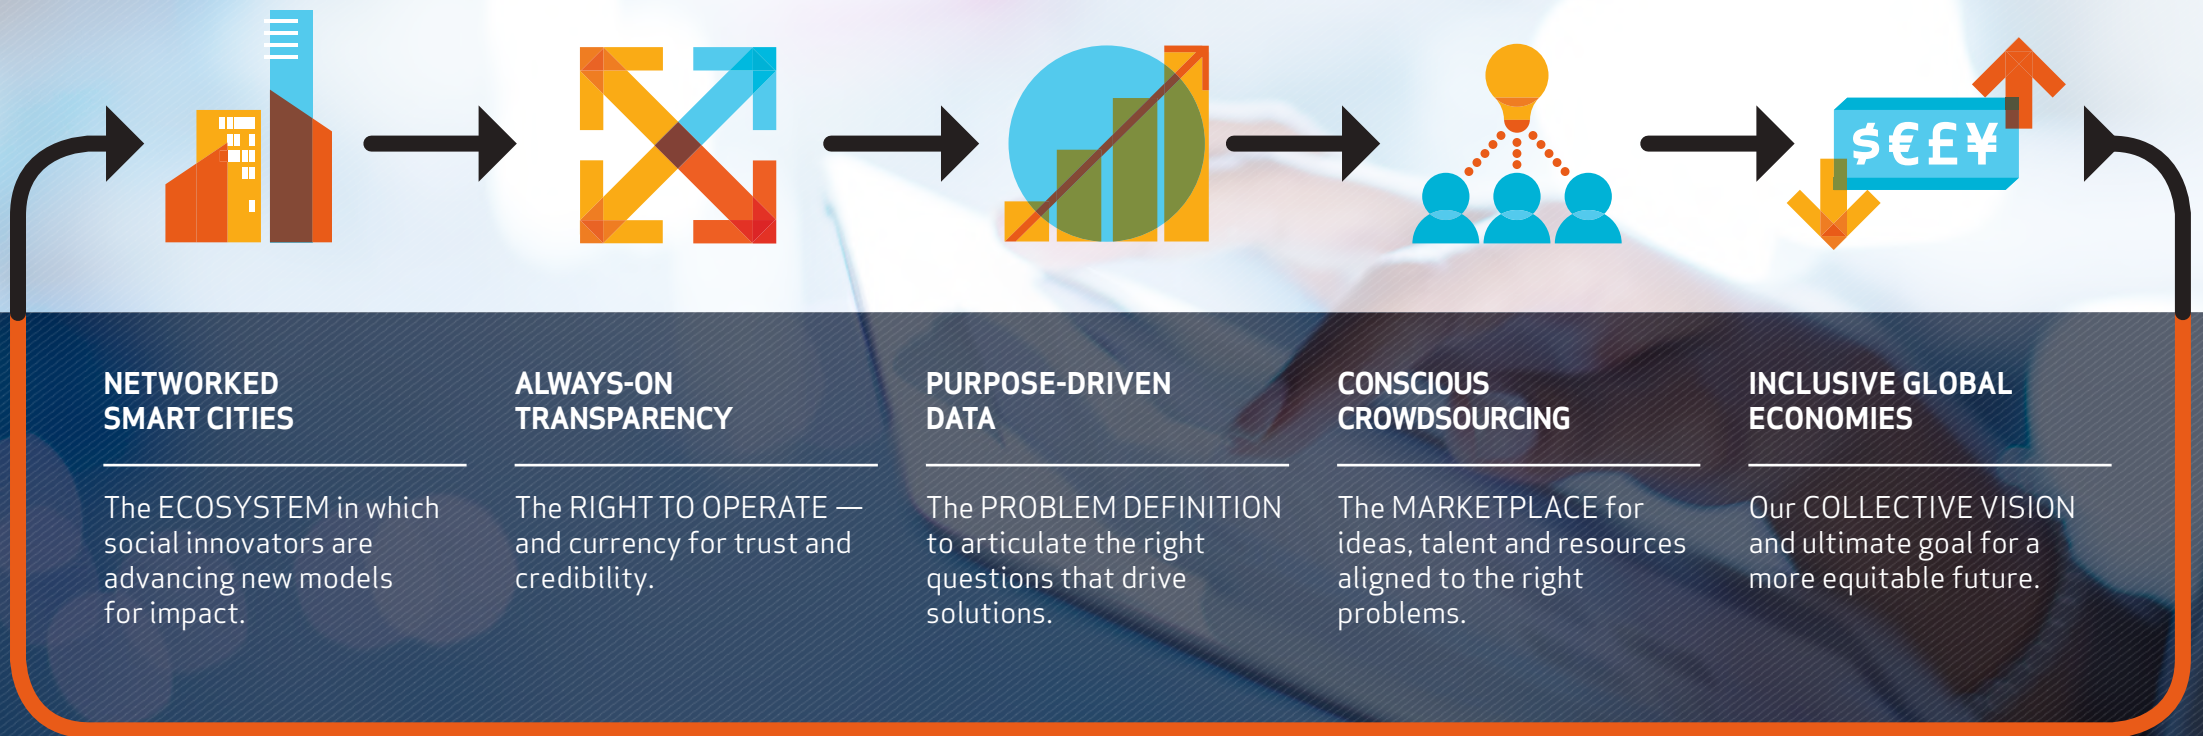 $€£¥
NETWORKED
SMART CITIES
The ECOSYSTEM in which
social innovators are
advancing new models
for impact.
ALWAYS-ON
TRANSPARENCY
The RIGHT TO OPERATE —
and currency for trust and
credibility.
PURPOSE-DRIVEN
DATA
The PROBLEM DEFINITION
to articulate the right
questions that drive
solutions.
CONSCIOUS
CROWDSOURCING
The MARKETPLACE for
ideas, talent and resources
aligned to the right
problems.
INCLUSIVE GLOBAL
ECONOMIES
Our COLLECTIVE VISION
and ultimate goal for a
more equitable future.